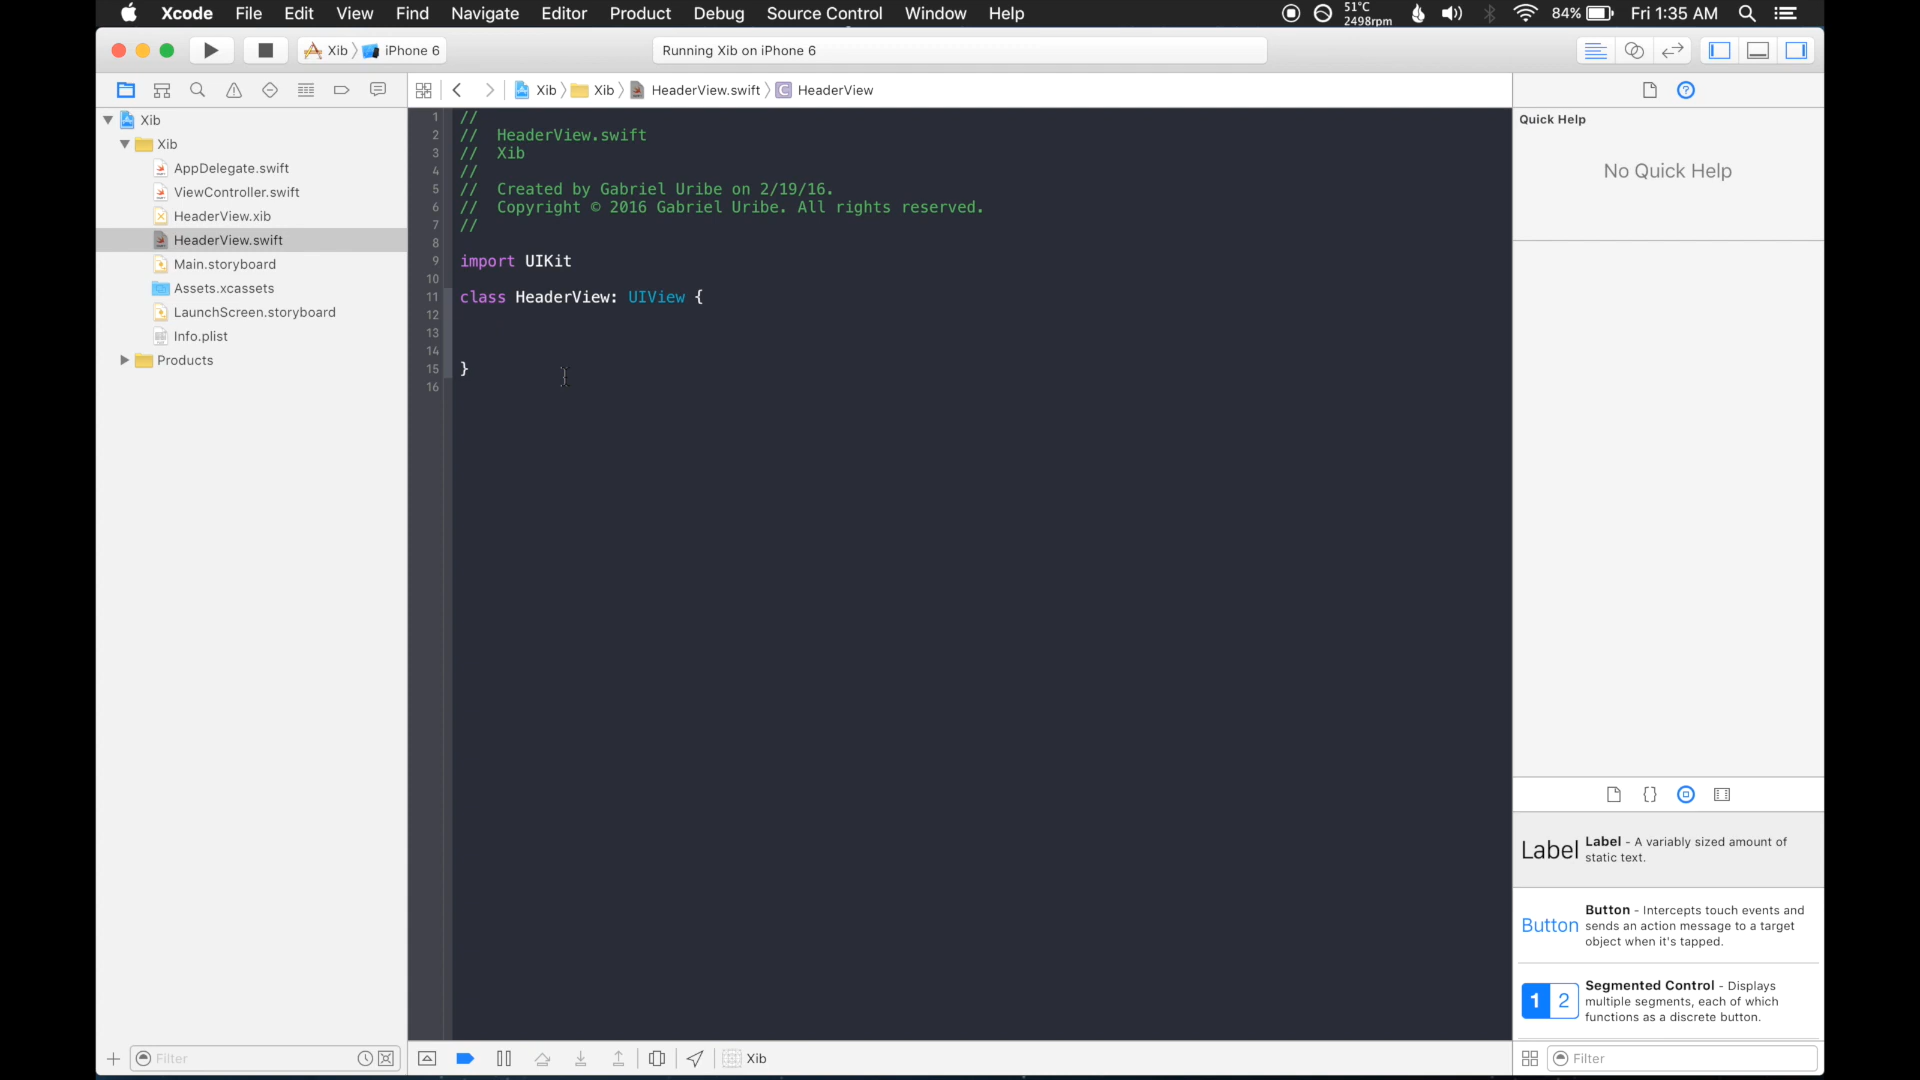 Xcode File Edit View Find Navigate Editor Product Debug Source Control Window Help 51°C 2498rpm 84% Fri 1:35 AM
Xib iPhone 6 Running Xib on iPhone 6
Xib Xib HeaderView.swift C HeaderView
Xib
Xib
AppDelegate.swift
ViewController.swift
HeaderView.xib
HeaderView.swift
Main.storyboard
Assets.xcassets
LaunchScreen.storyboard
Info.plist
Products
1 //
2 // HeaderView.swift
3 // Xib
4 //
5 // Created by Gabriel Uribe on 2/19/16.
6 // Copyright © 2016 Gabriel Uribe. All rights reserved.
7 //
8
9 import UIKit
10
11 class HeaderView: UIView {
12
13
14
15 }
16
Quick Help
No Quick Help
Label Label - A variably sized amount of
static text.
Button Button - Intercepts touch events and
sends an action message to a target
object when it's tapped.
1 2 Segmented Control - Displays
multiple segments, each of which
functions as a discrete button.
Filter Xib Filter